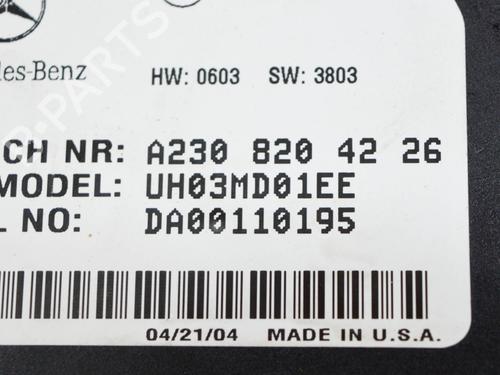 des-Benz HW: 0603 SW: 3803
CH NR: A230 820 42 26
MODEL: UH03MD01EE
L NO: DA00110195
04/21/04 MADE IN U.S.A.